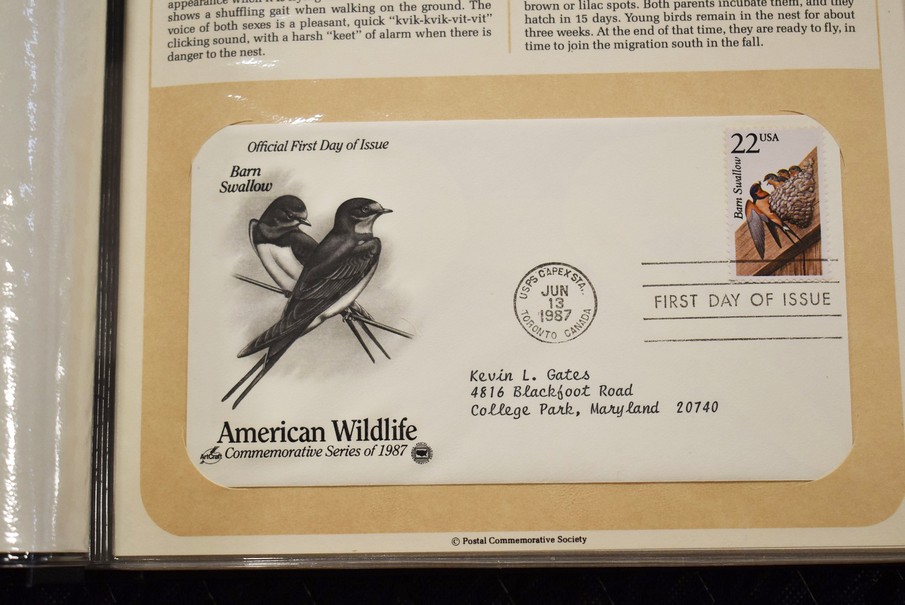 shows a shuffling gait when walking on the ground. The
voice of both sexes is a pleasant, quick “kvik-kvik-vit-vit”
clicking sound, with a harsh “keet” of alarm when there is
danger to the nest.
brown or lilac spots. Both parents incubate them, and they
hatch in 15 days. Young birds remain in the nest for about
three weeks. At the end of that time, they are ready to fly, in
time to join the migration south in the fall.
Official First Day of Issue
Barn
Swallow
22 USA
Barn Swallow
USPS CAPEX STA.
JUN
13
1987
TORONTO CANADA
FIRST DAY OF ISSUE
Kevin L. Gates
4816 Blackfoot Road
College Park, Maryland 20740
American Wildlife
ArtCraft Commemorative Series of 1987
© Postal Commemorative Society